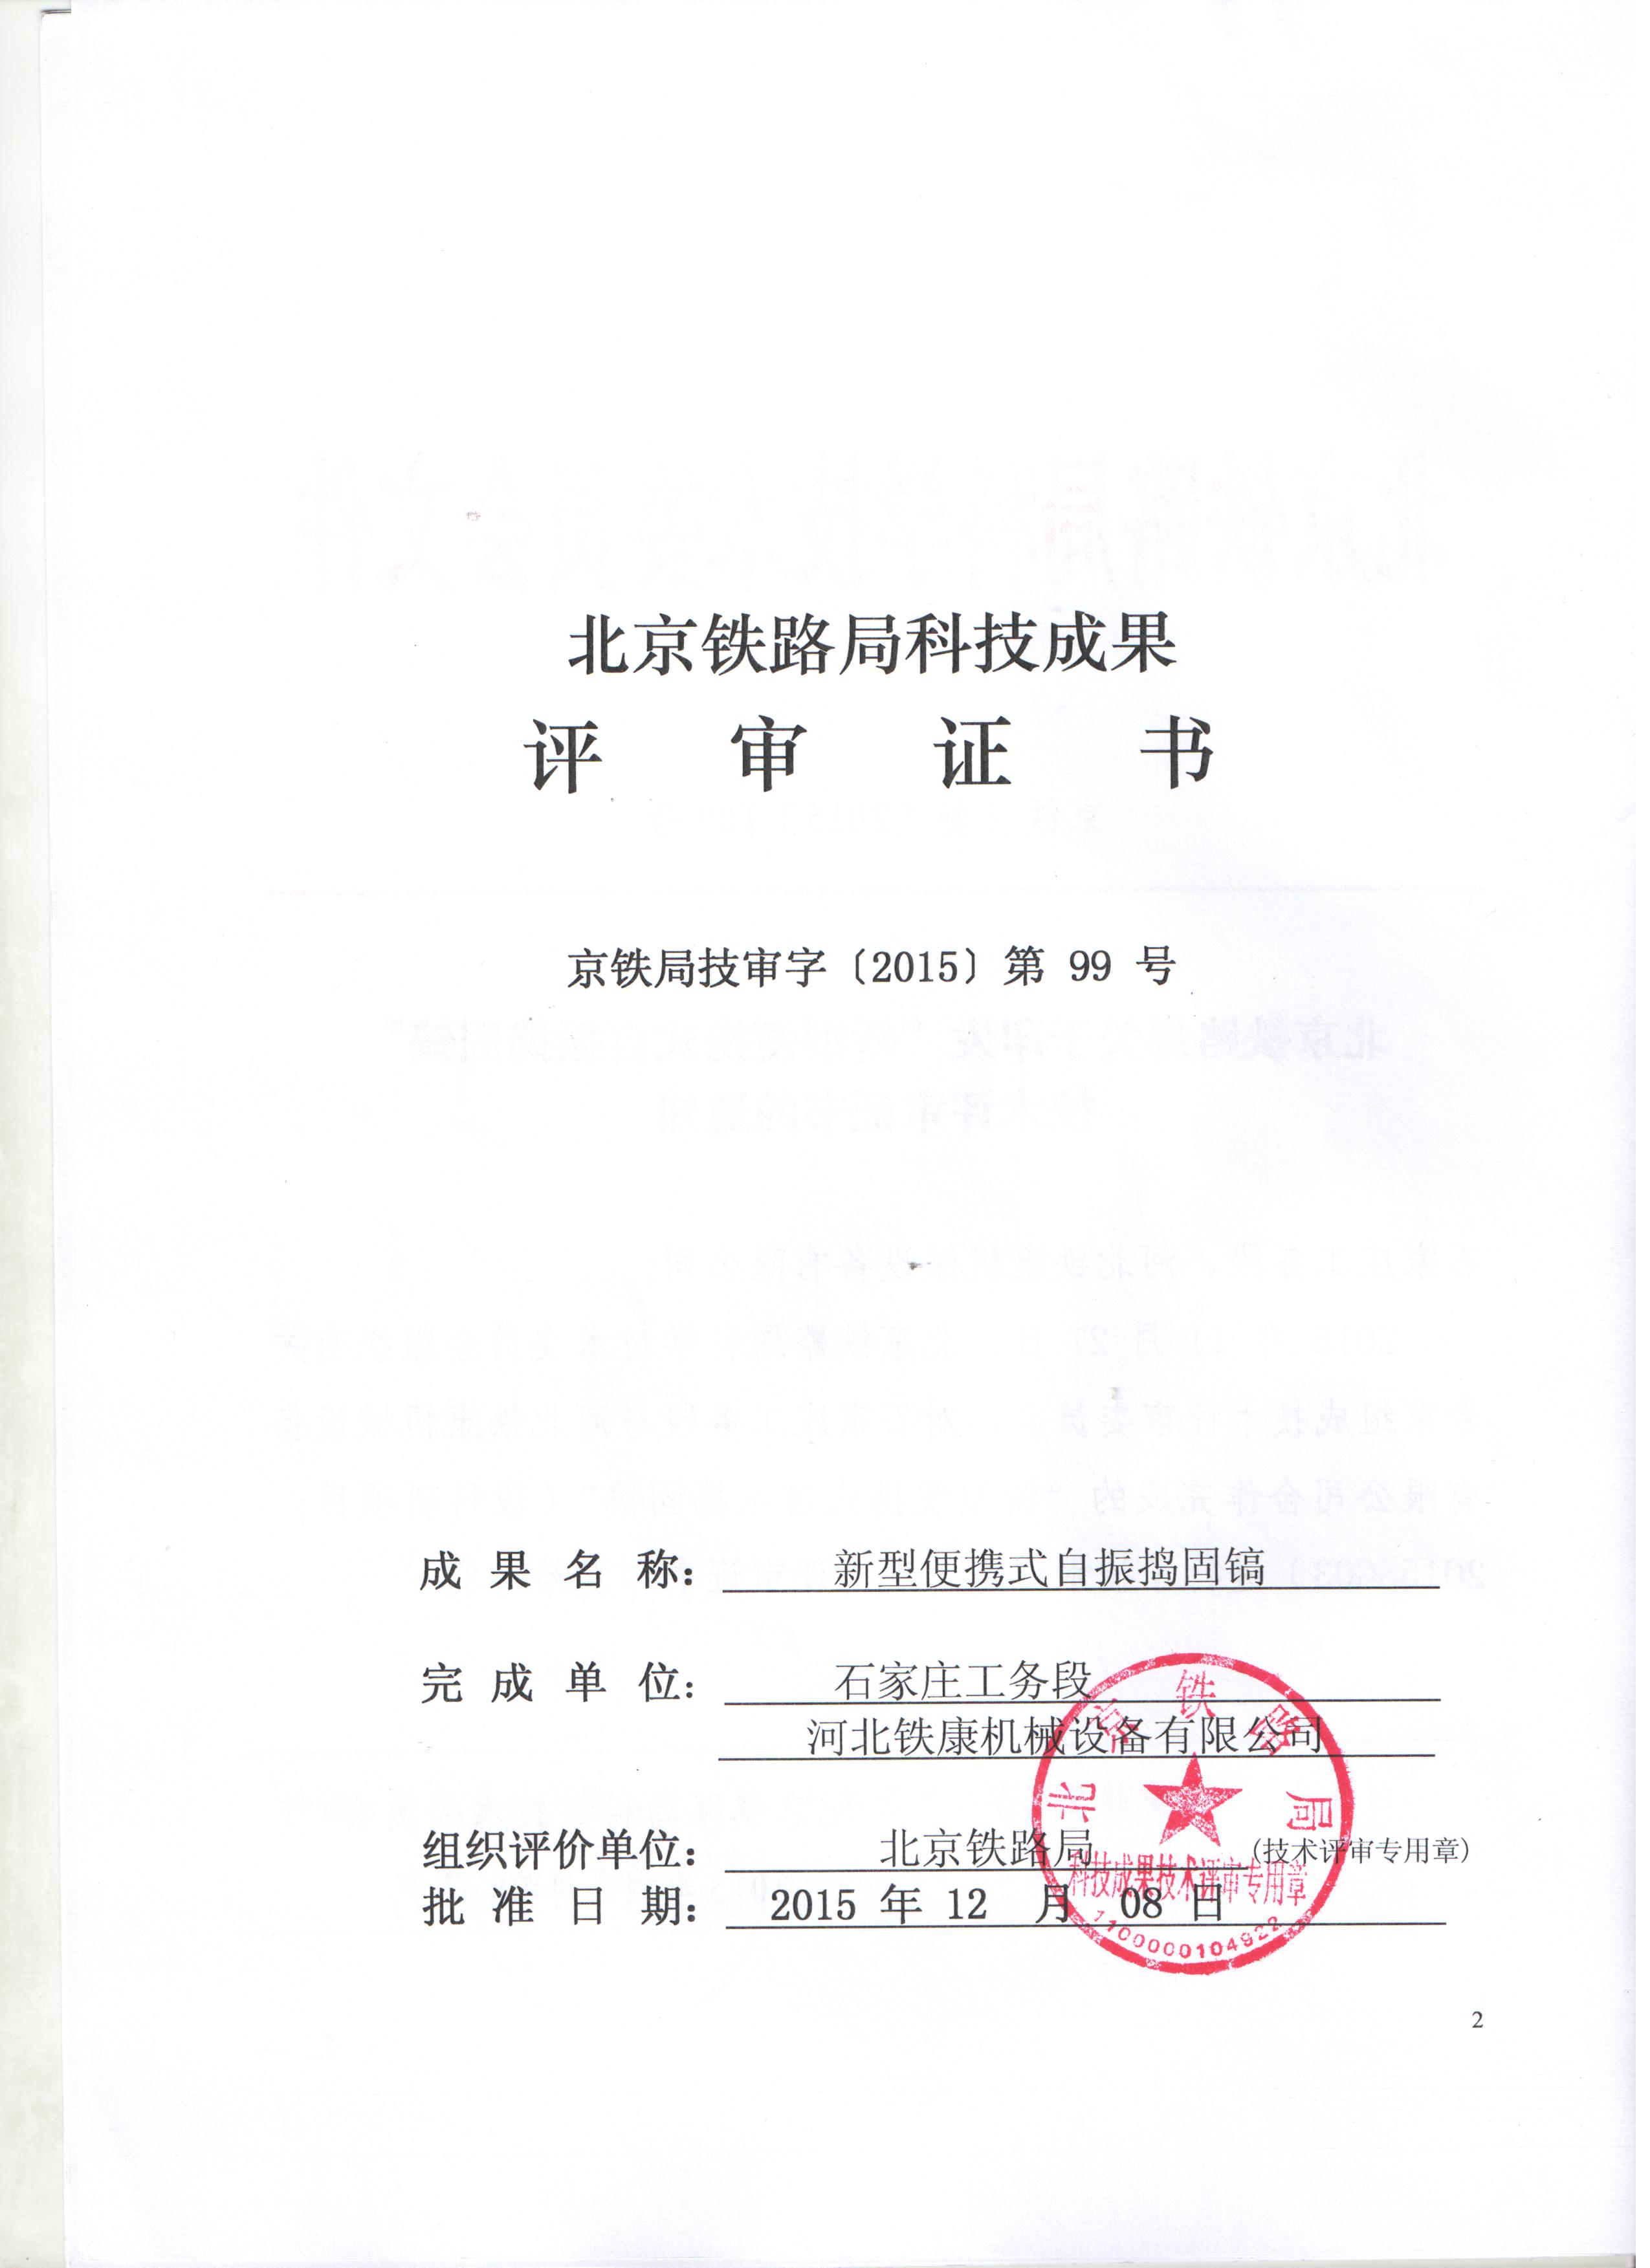 北京铁路局科技成果
评审证书
京铁局技审字〔2015〕第 99 号
成果名称：新型便携式自振捣固镐
完成单位：石家庄工务段
河北铁康机械设备有限公司
组织评价单位：北京铁路局（技术评审专用章）
批准日期：2015 年 12 月 08 日
北京铁路局
科技成果技术评审专用章
1100000104922
2